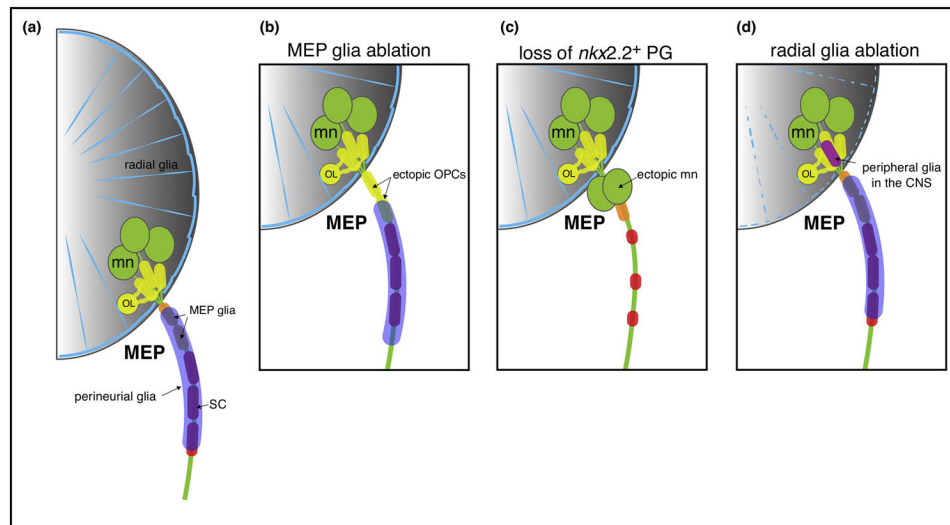 (a)
radial glia
mn
OL
MEP glia
MEP
perineurial glia
SC
(b)
MEP glia ablation
mn
OL
ectopic OPCs
MEP
(c)
loss of nkx2.2+ PG
mn
OL
ectopic mn
MEP
(d)
radial glia ablation
mn
OL
peripheral glia
in the CNS
MEP